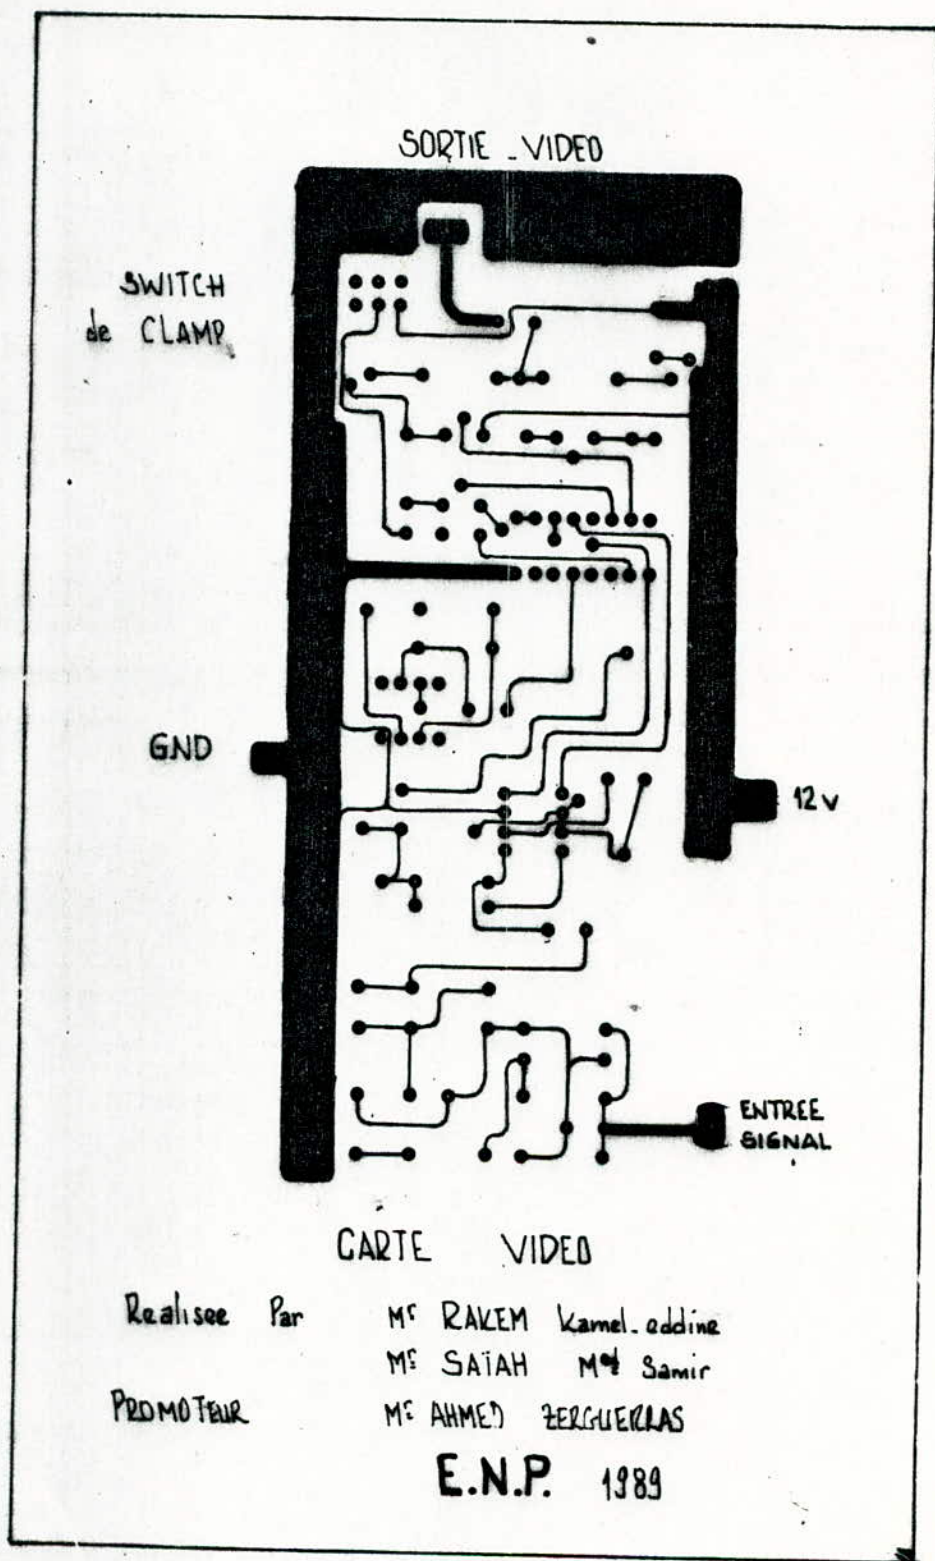 SORTIE - VIDEO
SWITCH
de CLAMP
GND
12 v
ENTREE
SIGNAL
CARTE VIDEO
Realisee Par Mr RAKEM Kamel-eddine
Mr SAÏAH Med Samir
PROMOTEUR Mr AHMED ZERGUERRAS
E.N.P. 1989